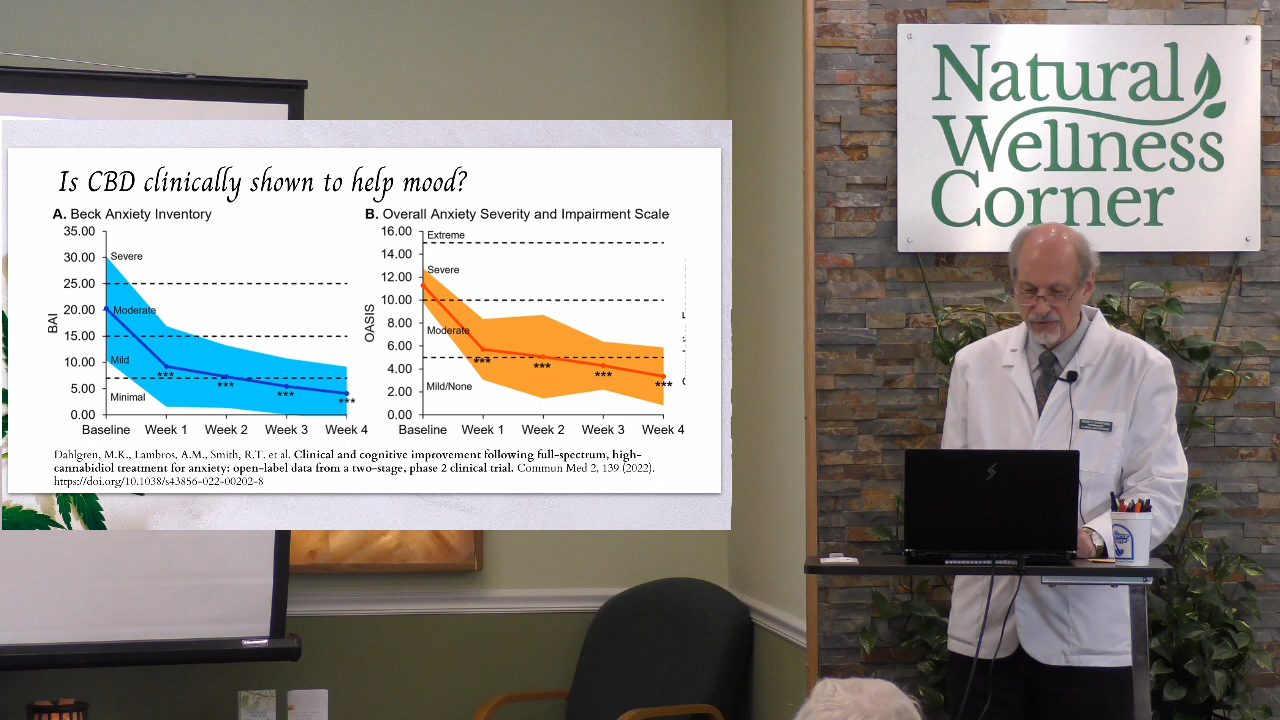 Is CBD clinically shown to help mood?
A. Beck Anxiety Inventory
35.00
30.00
25.00
20.00
15.00
10.00
5.00
0.00
BAI
Severe
Moderate
Mild
Minimal
***
***
***
***
Baseline Week 1 Week 2 Week 3 Week 4
B. Overall Anxiety Severity and Impairment Scale
16.00
14.00
12.00
10.00
8.00
6.00
4.00
2.00
0.00
OASIS
Extreme
Severe
Moderate
Mild/None
***
***
***
***
Baseline Week 1 Week 2 Week 3 Week 4
Dahlgren, M.K., Lambros, A.M., Smith, R.T. et al. Clinical and cognitive improvement following full-spectrum, high-
cannabidiol treatment for anxiety: open-label data from a two-stage, phase 2 clinical trial. Commun Med 2, 139 (2022).
https://doi.org/10.1038/s43856-022-00202-8
Natural
Wellness
Corner